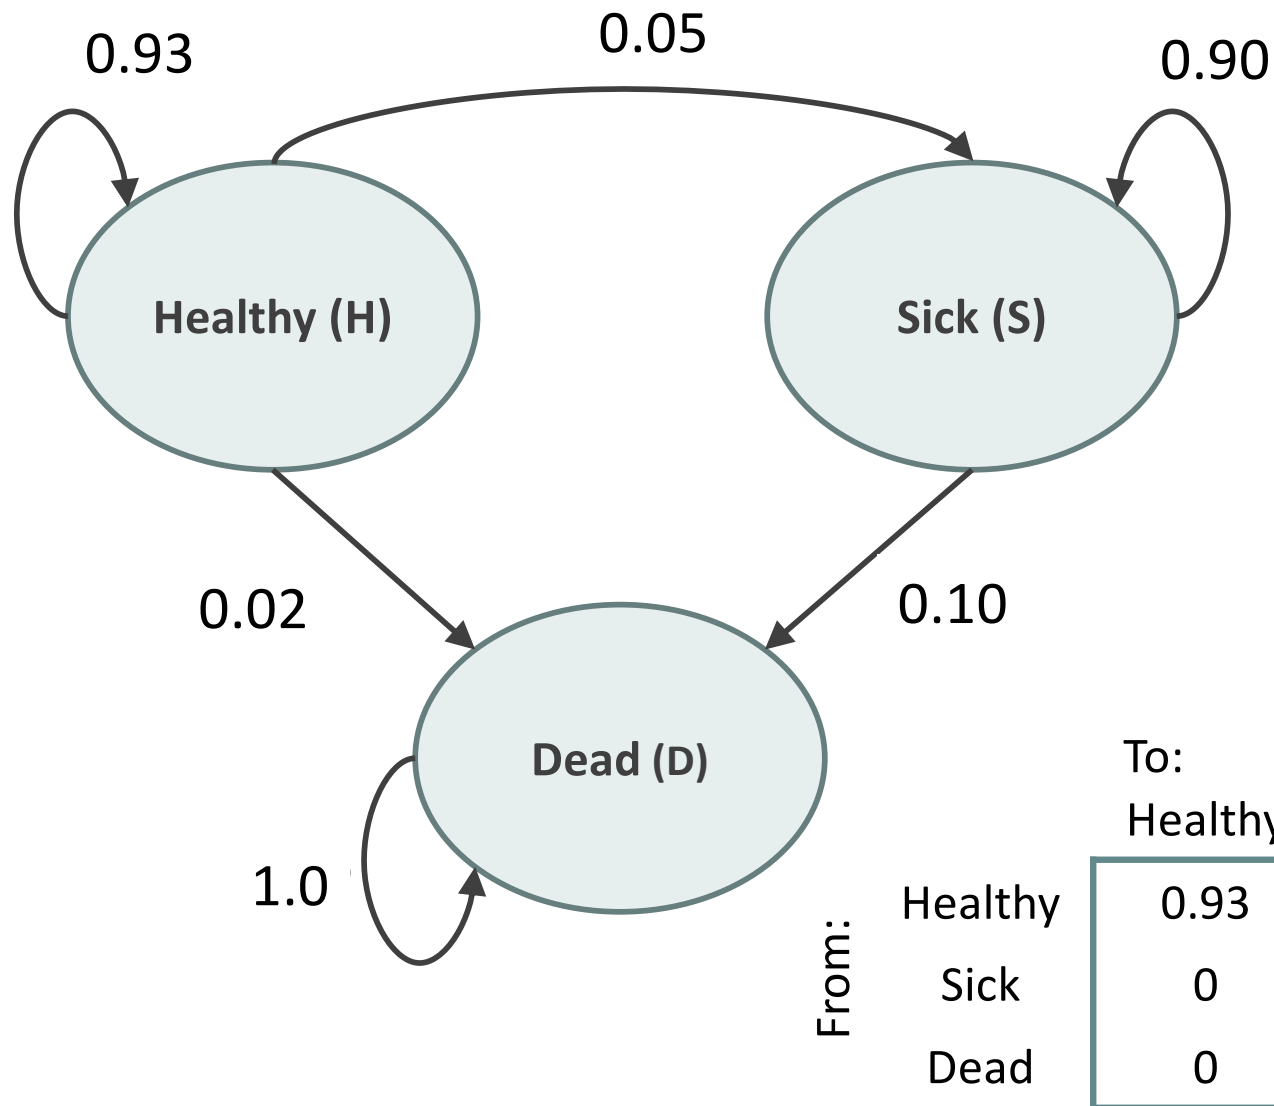 0.93
0.05
0.90
Healthy (H)
Sick (S)
0.02
0.10
Dead (D)
1.0
To:
Healthy
From:
Healthy 0.93
Sick 0
Dead 0